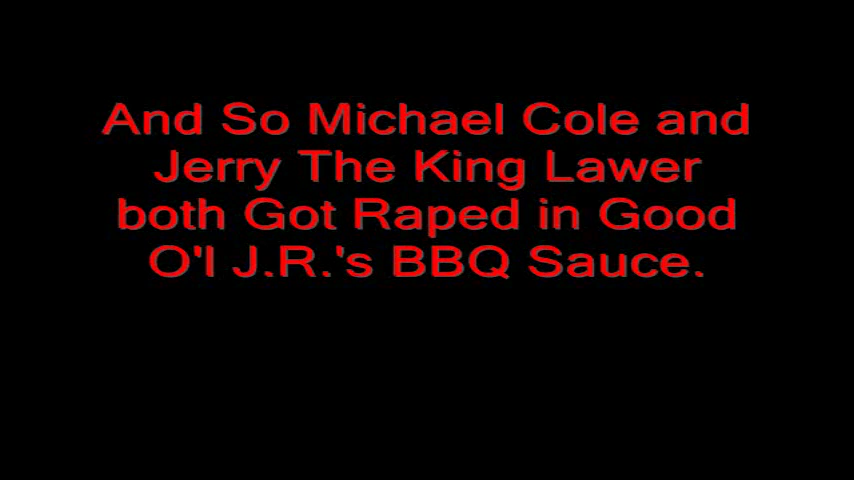 And So Michael Cole and
Jerry The King Lawer
both Got Raped in Good
O'l J.R.'s BBQ Sauce.